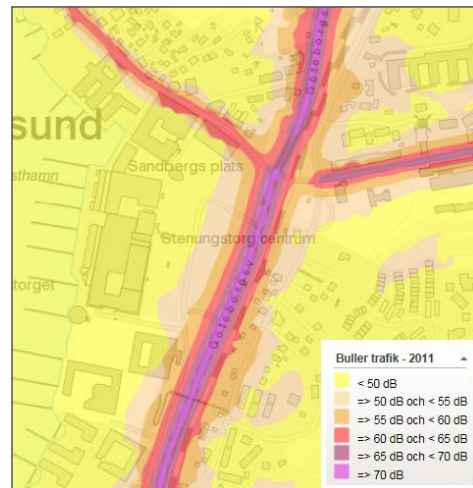 Göteborgsv
sund
Sandbergs plats
sthamn
Stenungstorg centrum
torget
Göteborgsv
Buller trafik - 2011
< 50 dB
=> 50 dB och < 55 dB
=> 55 dB och < 60 dB
=> 60 dB och < 65 dB
=> 65 dB och < 70 dB
=> 70 dB